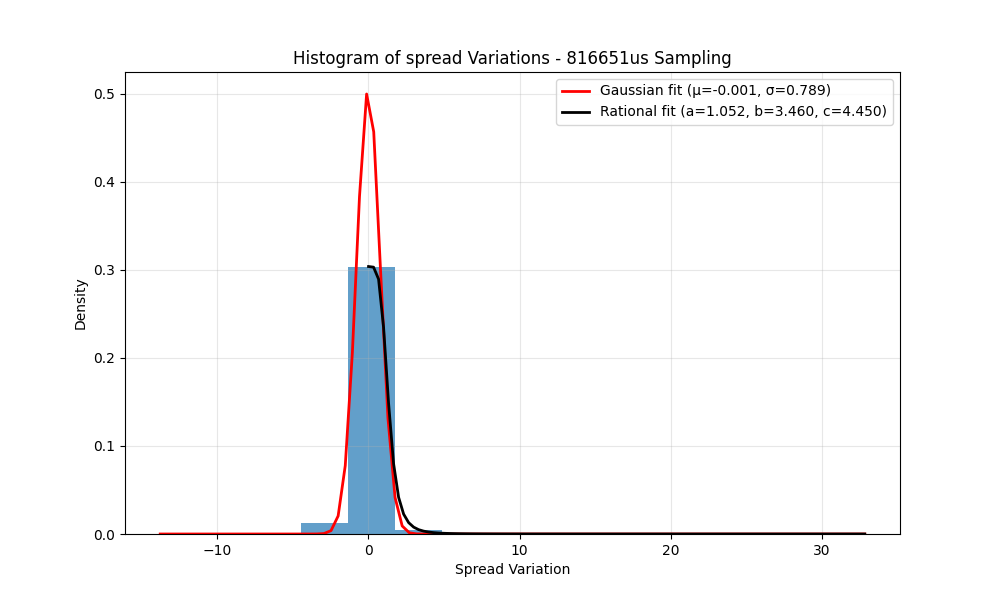 Histogram of spread Variations - 816651us Sampling
Gaussian fit (μ=-0.001, σ=0.789)
Rational fit (a=1.052, b=3.460, c=4.450)
Density
0.5
0.4
0.3
0.2
0.1
0.0
−10 0 10 20 30
Spread Variation